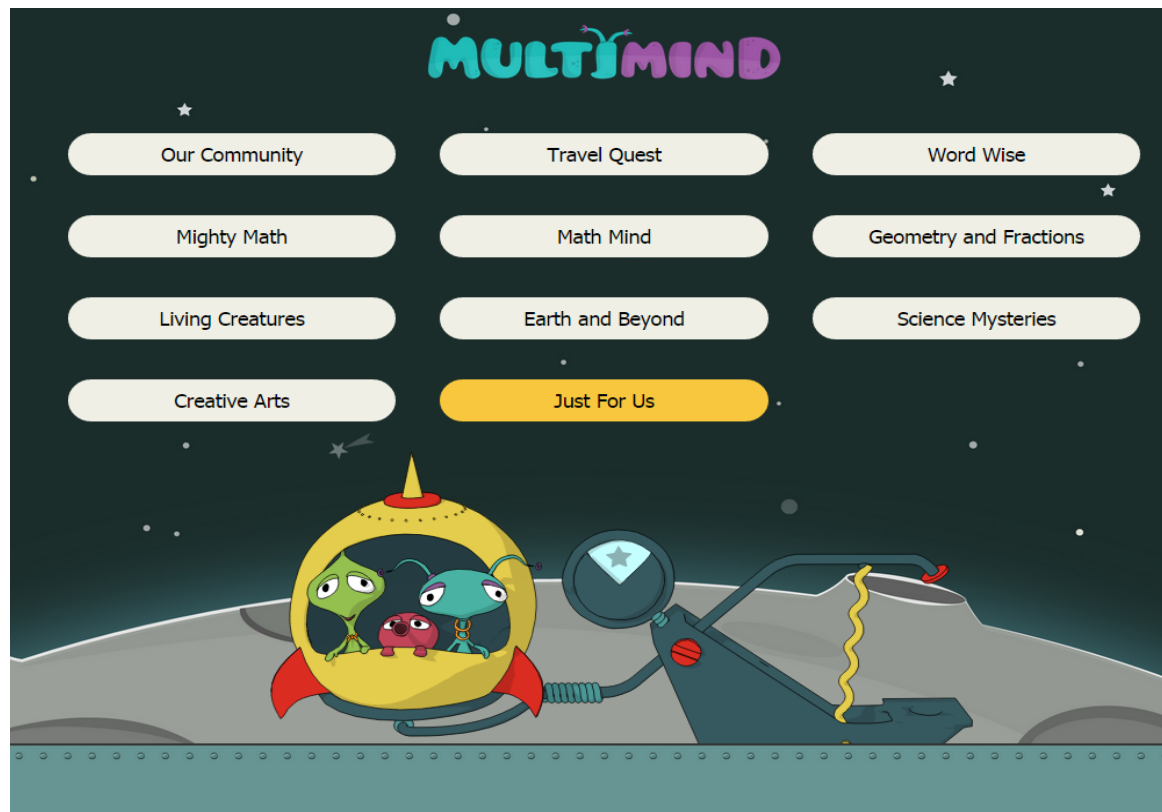 MULTIMIND
Our Community
Travel Quest
Word Wise
Mighty Math
Math Mind
Geometry and Fractions
Living Creatures
Earth and Beyond
Science Mysteries
Creative Arts
Just For Us